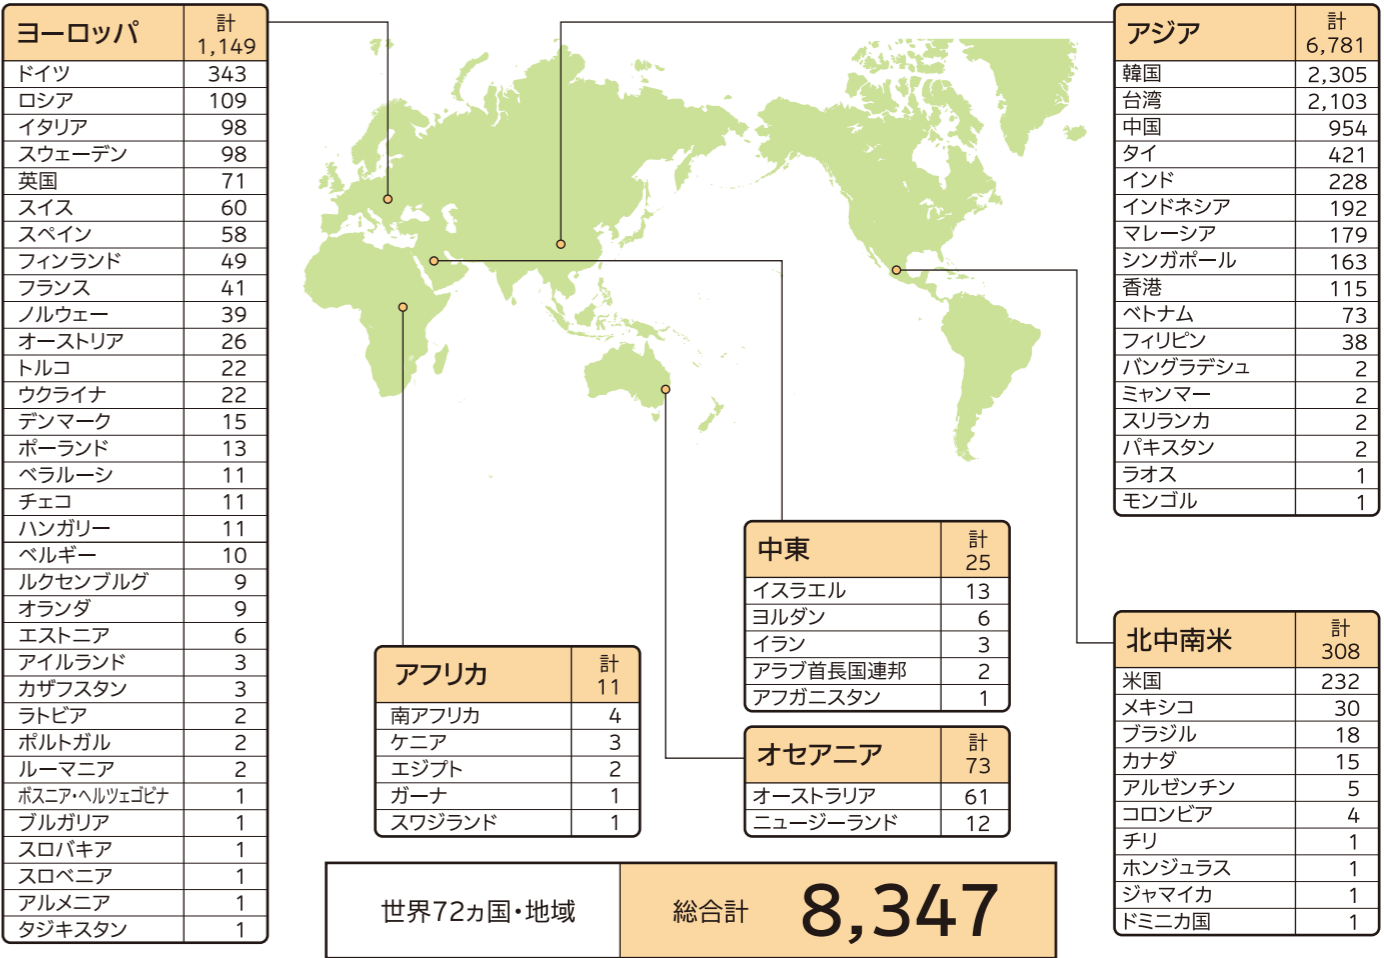 ヨーロッパ 計 1,149
ドイツ 343
ロシア 109
イタリア 98
スウェーデン 98
英国 71
スイス 60
スペイン 58
フィンランド 49
フランス 41
ノルウェー 39
オーストリア 26
トルコ 22
ウクライナ 22
デンマーク 15
ポーランド 13
ベラルーシ 11
チェコ 11
ハンガリー 11
ベルギー 10
ルクセンブルグ 9
オランダ 9
エストニア 6
アイルランド 3
カザフスタン 3
ラトビア 2
ポルトガル 2
ルーマニア 2
ボスニア・ヘルツェゴビナ 1
ブルガリア 1
スロバキア 1
スロベニア 1
アルメニア 1
タジキスタン 1
アフリカ 計 11
南アフリカ 4
ケニア 3
エジプト 2
ガーナ 1
スワジランド 1
中東 計 25
イスラエル 13
ヨルダン 6
イラン 3
アラブ首長国連邦 2
アフガニスタン 1
オセアニア 計 73
オーストラリア 61
ニュージーランド 12
アジア 計 6,781
韓国 2,305
台湾 2,103
中国 954
タイ 421
インド 228
インドネシア 192
マレーシア 179
シンガポール 163
香港 115
ベトナム 73
フィリピン 38
バングラデシュ 2
ミャンマー 2
スリランカ 2
パキスタン 2
ラオス 1
モンゴル 1
北中南米 計 308
米国 232
メキシコ 30
ブラジル 18
カナダ 15
アルゼンチン 5
コロンビア 4
チリ 1
ホンジュラス 1
ジャマイカ 1
ドミニカ国 1
世界72ヵ国・地域 総合計 8,347